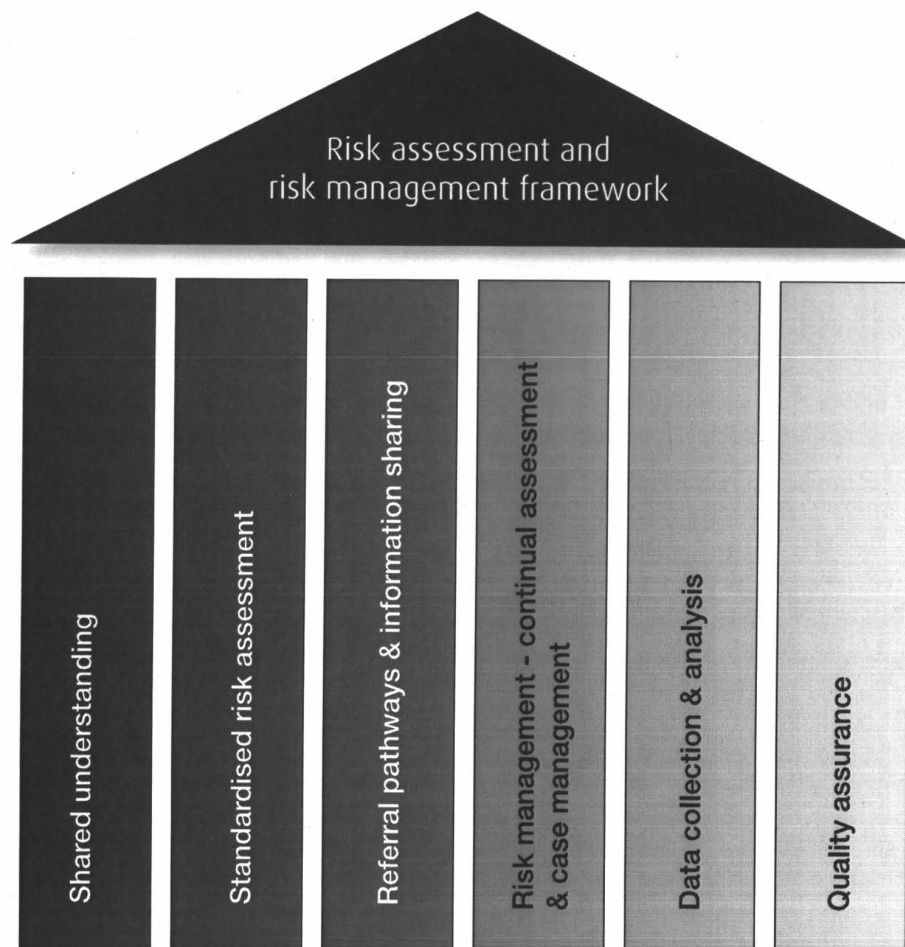 Risk assessment and
risk management framework
Shared understanding
Standardised risk assessment
Referral pathways & information sharing
Risk management - continual assessment
& case management
Data collection & analysis
Quality assurance